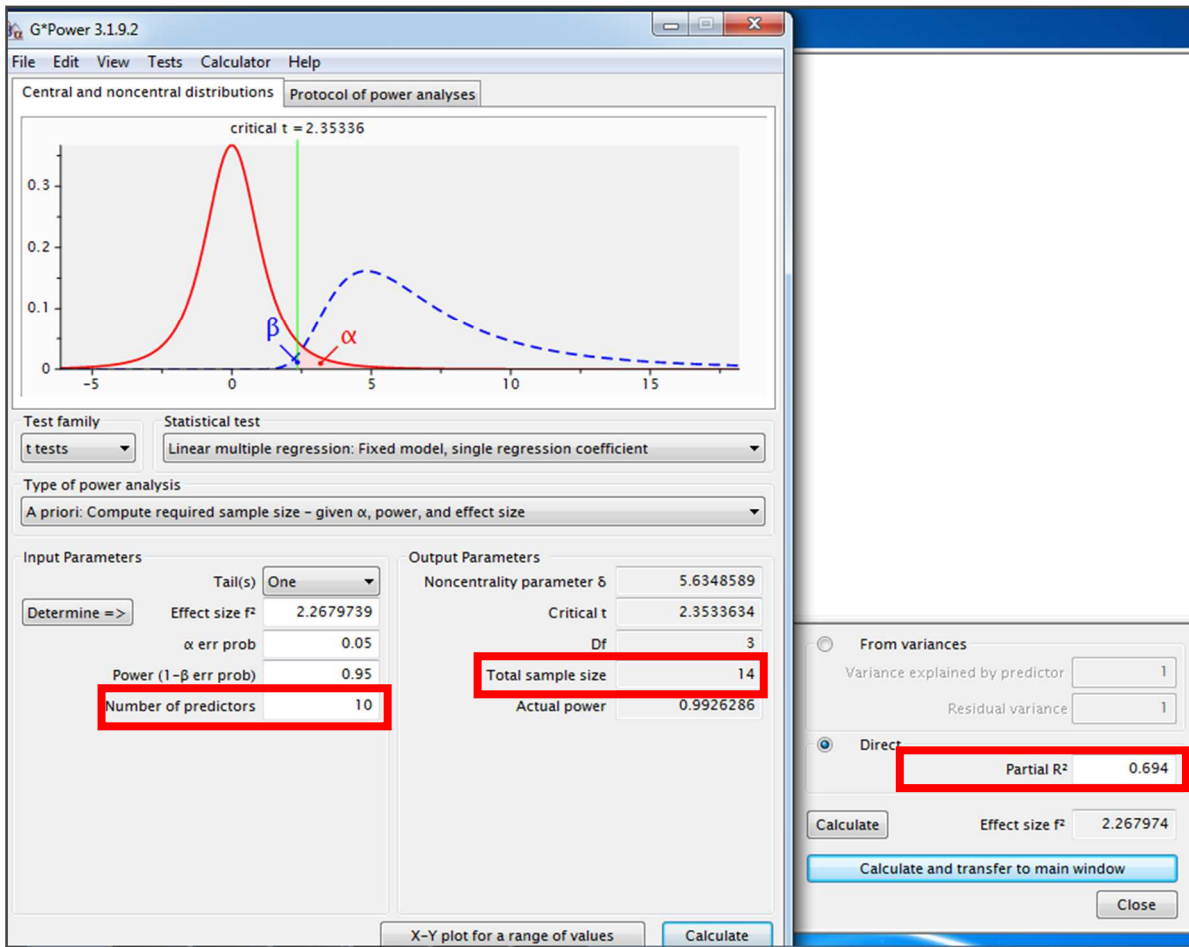 G*Power 3.1.9.2
File Edit View Tests Calculator Help
Central and noncentral distributions Protocol of power analyses
critical t = 2.35336
0.3
0.2
0.1
0
β
α
-5 0 5 10 15
Test family Statistical test
t tests Linear multiple regression: Fixed model, single regression coefficient
Type of power analysis
A priori: Compute required sample size - given α, power, and effect size
Input Parameters
Tail(s) One
Determine => Effect size f² 2.2679739
α err prob 0.05
Power (1-β err prob) 0.95
Number of predictors 10
Output Parameters
Noncentrality parameter δ 5.6348589
Critical t 2.3533634
Df 3
Total sample size 14
Actual power 0.9926286
X-Y plot for a range of values Calculate
From variances
Variance explained by predictor 1
Residual variance 1
Direct
Partial R² 0.694
Calculate Effect size f² 2.267974
Calculate and transfer to main window
Close